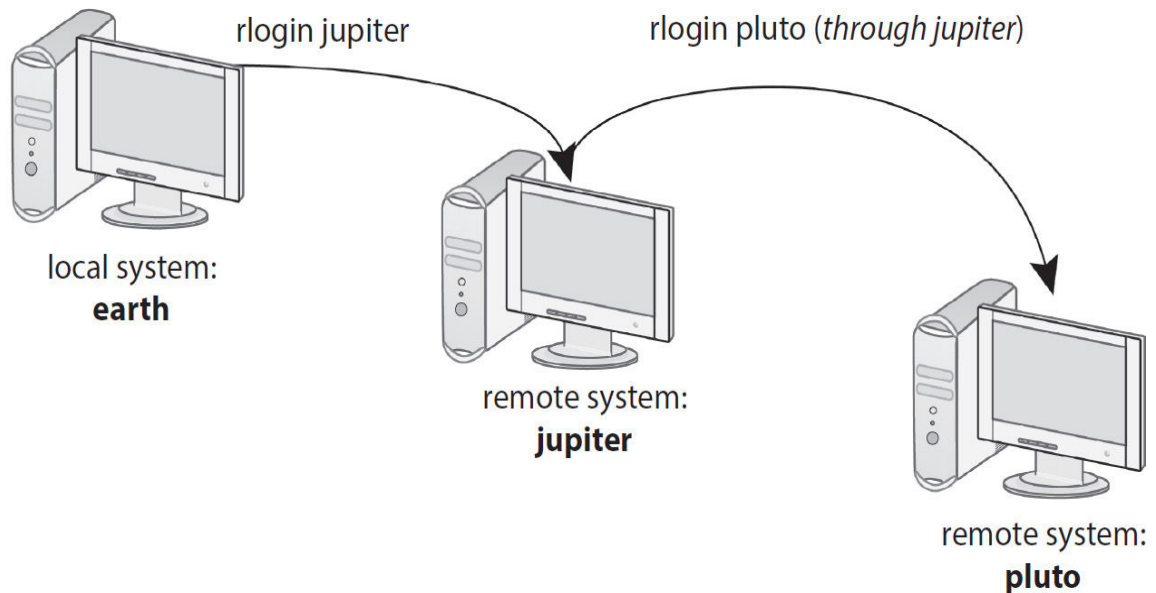 rlogin jupiter
rlogin pluto (through jupiter)
local system:
earth
remote system:
jupiter
remote system:
pluto